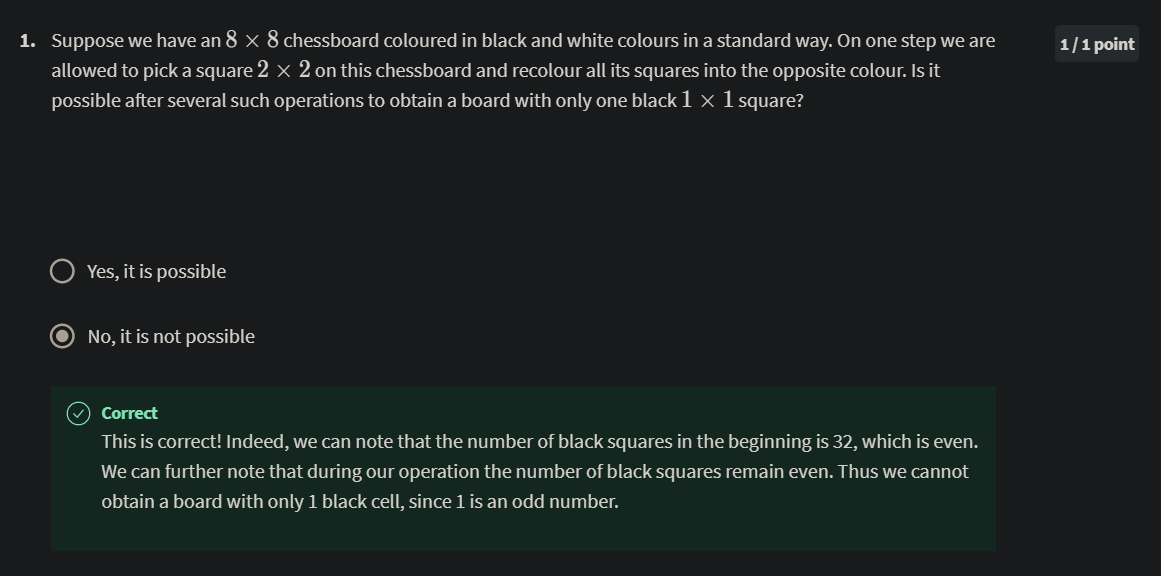 1. Suppose we have an 8 × 8 chessboard coloured in black and white colours in a standard way. On one step we are
1 / 1 point
allowed to pick a square 2 × 2 on this chessboard and recolour all its squares into the opposite colour. Is it
possible after several such operations to obtain a board with only one black 1 × 1 square?
Yes, it is possible
No, it is not possible
Correct
This is correct! Indeed, we can note that the number of black squares in the beginning is 32, which is even.
We can further note that during our operation the number of black squares remain even. Thus we cannot
obtain a board with only 1 black cell, since 1 is an odd number.